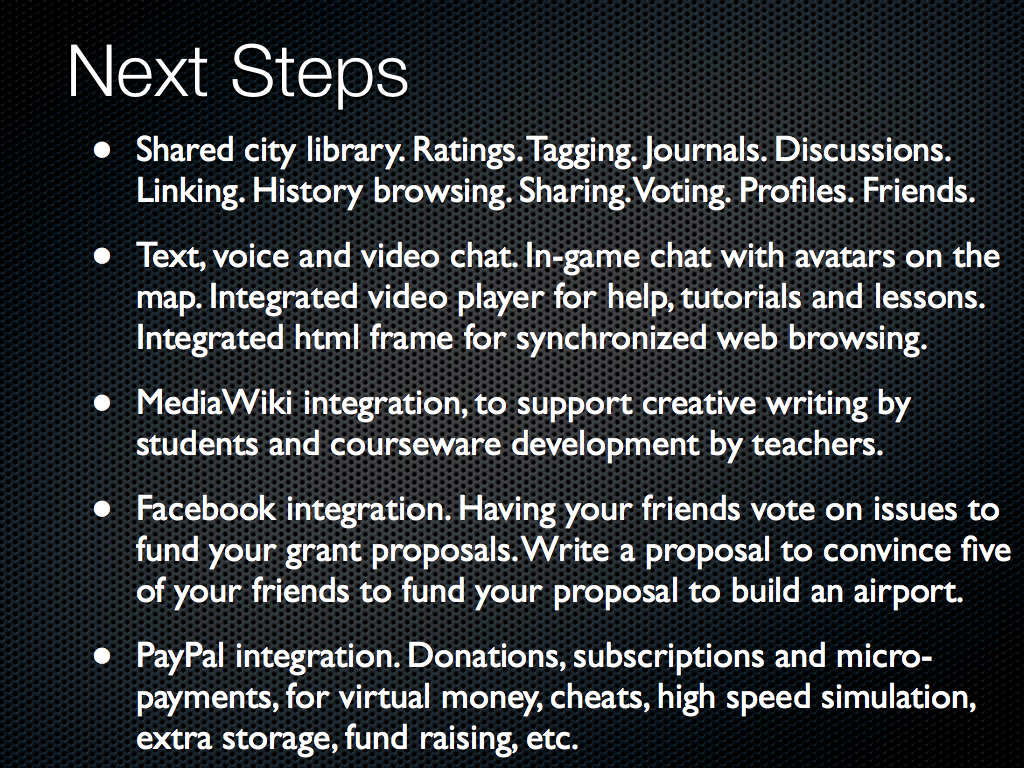 Next Steps
• Shared city library. Ratings. Tagging. Journals. Discussions.
Linking. History browsing. Sharing. Voting. Profiles. Friends.
• Text, voice and video chat. In-game chat with avatars on the
map. Integrated video player for help, tutorials and lessons.
Integrated html frame for synchronized web browsing.
• MediaWiki integration, to support creative writing by
students and courseware development by teachers.
• Facebook integration. Having your friends vote on issues to
fund your grant proposals. Write a proposal to convince five
of your friends to fund your proposal to build an airport.
• PayPal integration. Donations, subscriptions and micro-
payments, for virtual money, cheats, high speed simulation,
extra storage, fund raising, etc.